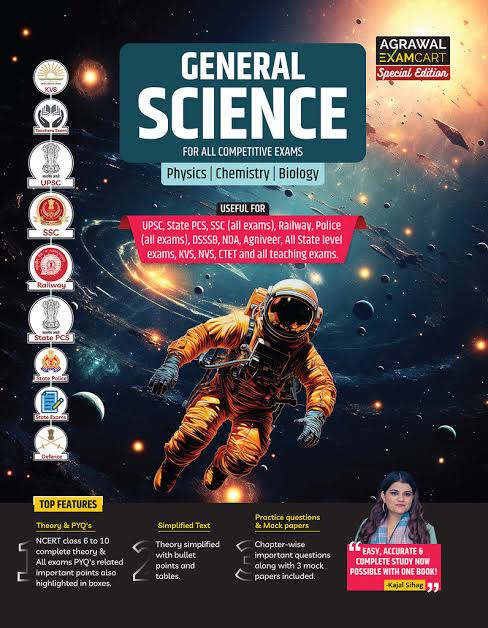 AGRAWAL
EXAMCART
Special Edition
GENERAL
SCIENCE
FOR ALL COMPETITIVE EXAMS
Physics | Chemistry | Biology
USEFUL FOR
UPSC, State PCS, SSC (all exams), Railway, Police
(all exams), DSSSB, NDA, Agniveer, All State level
exams, KVS, NVS, CTET and all teaching exams.
KVS
Teachers Exam
UPSC
SSC
Railway
State PCS
State Police
State Exams
Defence
TOP FEATURES
1
Theory & PYQ's
NCERT class 6 to 10
complete theory &
All exams PYQ's related
important points also
highlighted in boxes.
2
Simplified Text
Theory simplified
with bullet
points and
tables.
3
Practice questions
& Mock papers
Chapter-wise
important questions
along with 3 mock
papers included.
"EASY, ACCURATE &
COMPLETE STUDY NOW
POSSIBLE WITH ONE BOOK!
-Kajal Sihag"